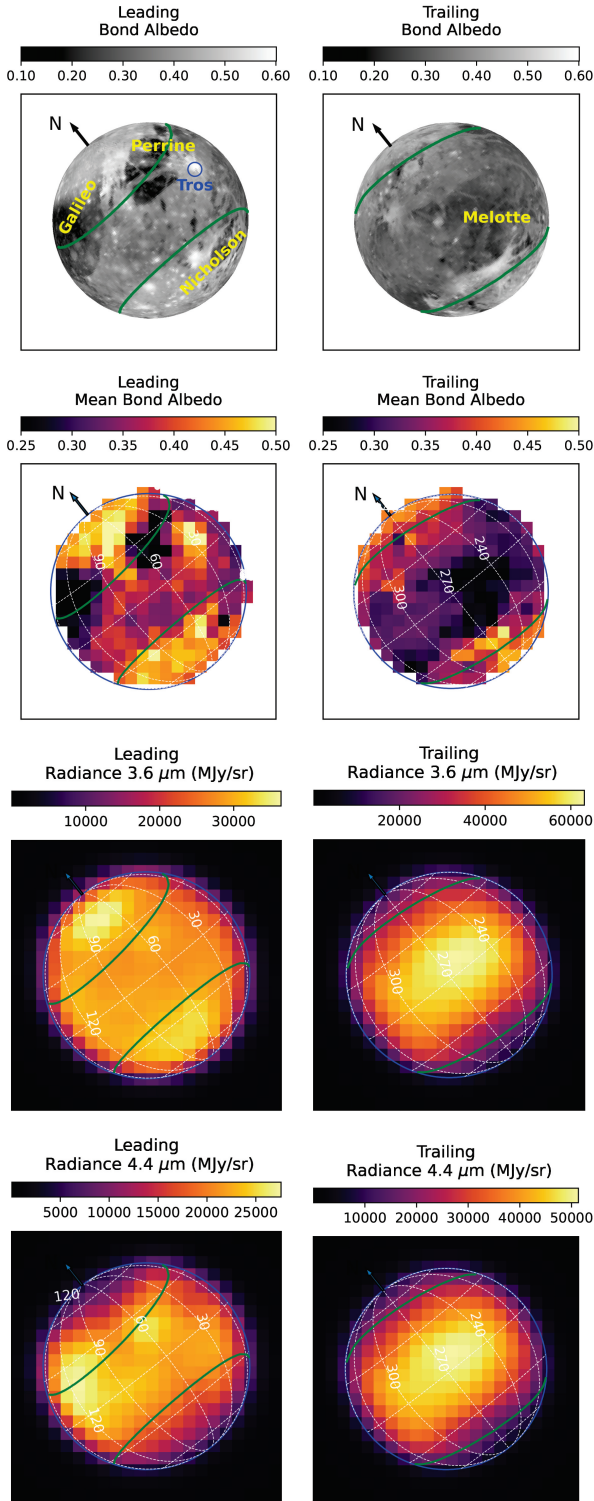 Leading
Bond Albedo
0.10 0.20 0.30 0.40 0.50 0.60
N
Perrine
Tros
Galileo
Nicholson
Trailing
Bond Albedo
0.10 0.20 0.30 0.40 0.50 0.60
N
Melotte
Leading
Mean Bond Albedo
0.25 0.30 0.35 0.40 0.45 0.50
N
90
60
30
Trailing
Mean Bond Albedo
0.25 0.30 0.35 0.40 0.45 0.50
N
240
270
300
Leading
Radiance 3.6 μm (MJy/sr)
10000 20000 30000
30
90
60
120
Trailing
Radiance 3.6 μm (MJy/sr)
20000 40000 60000
240
270
300
Leading
Radiance 4.4 μm (MJy/sr)
5000 10000 15000 20000 25000
120
60
30
90
120
Trailing
Radiance 4.4 μm (MJy/sr)
10000 20000 30000 40000 50000
240
270
300